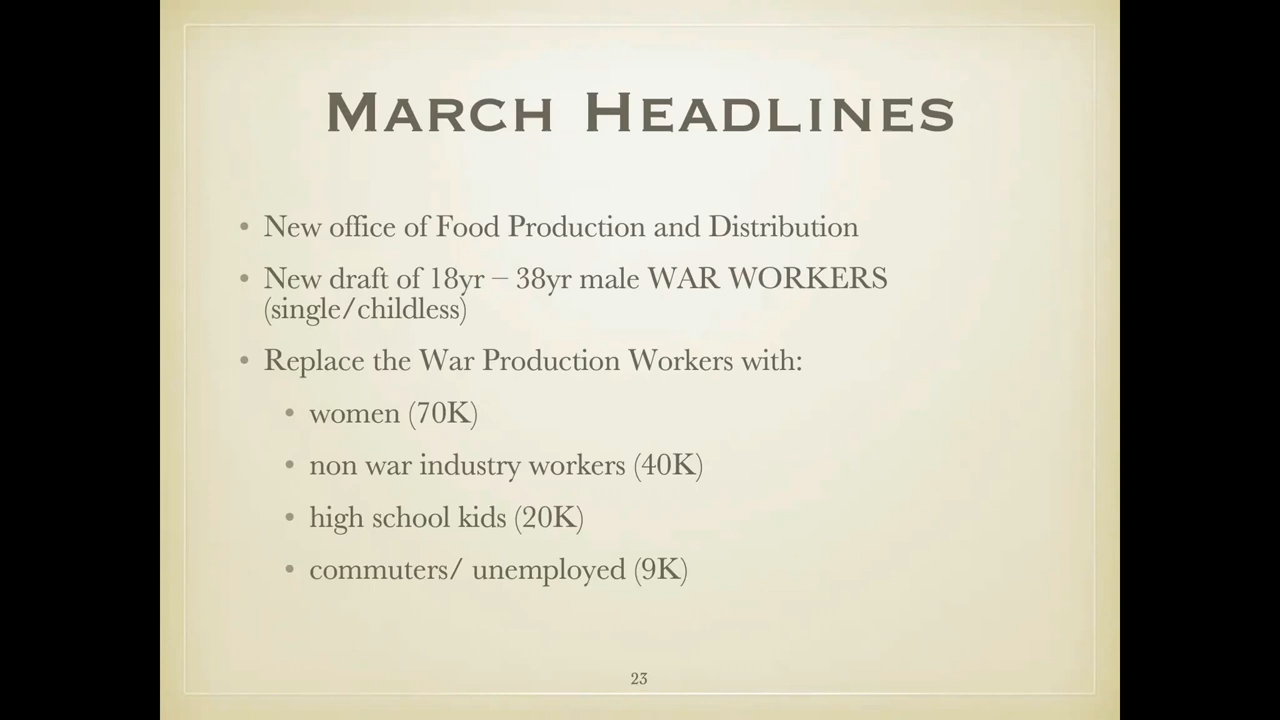 March Headlines
• New office of Food Production and Distribution
• New draft of 18yr – 38yr male WAR WORKERS
(single/childless)
• Replace the War Production Workers with:
• women (70K)
• non war industry workers (40K)
• high school kids (20K)
• commuters/ unemployed (9K)
23